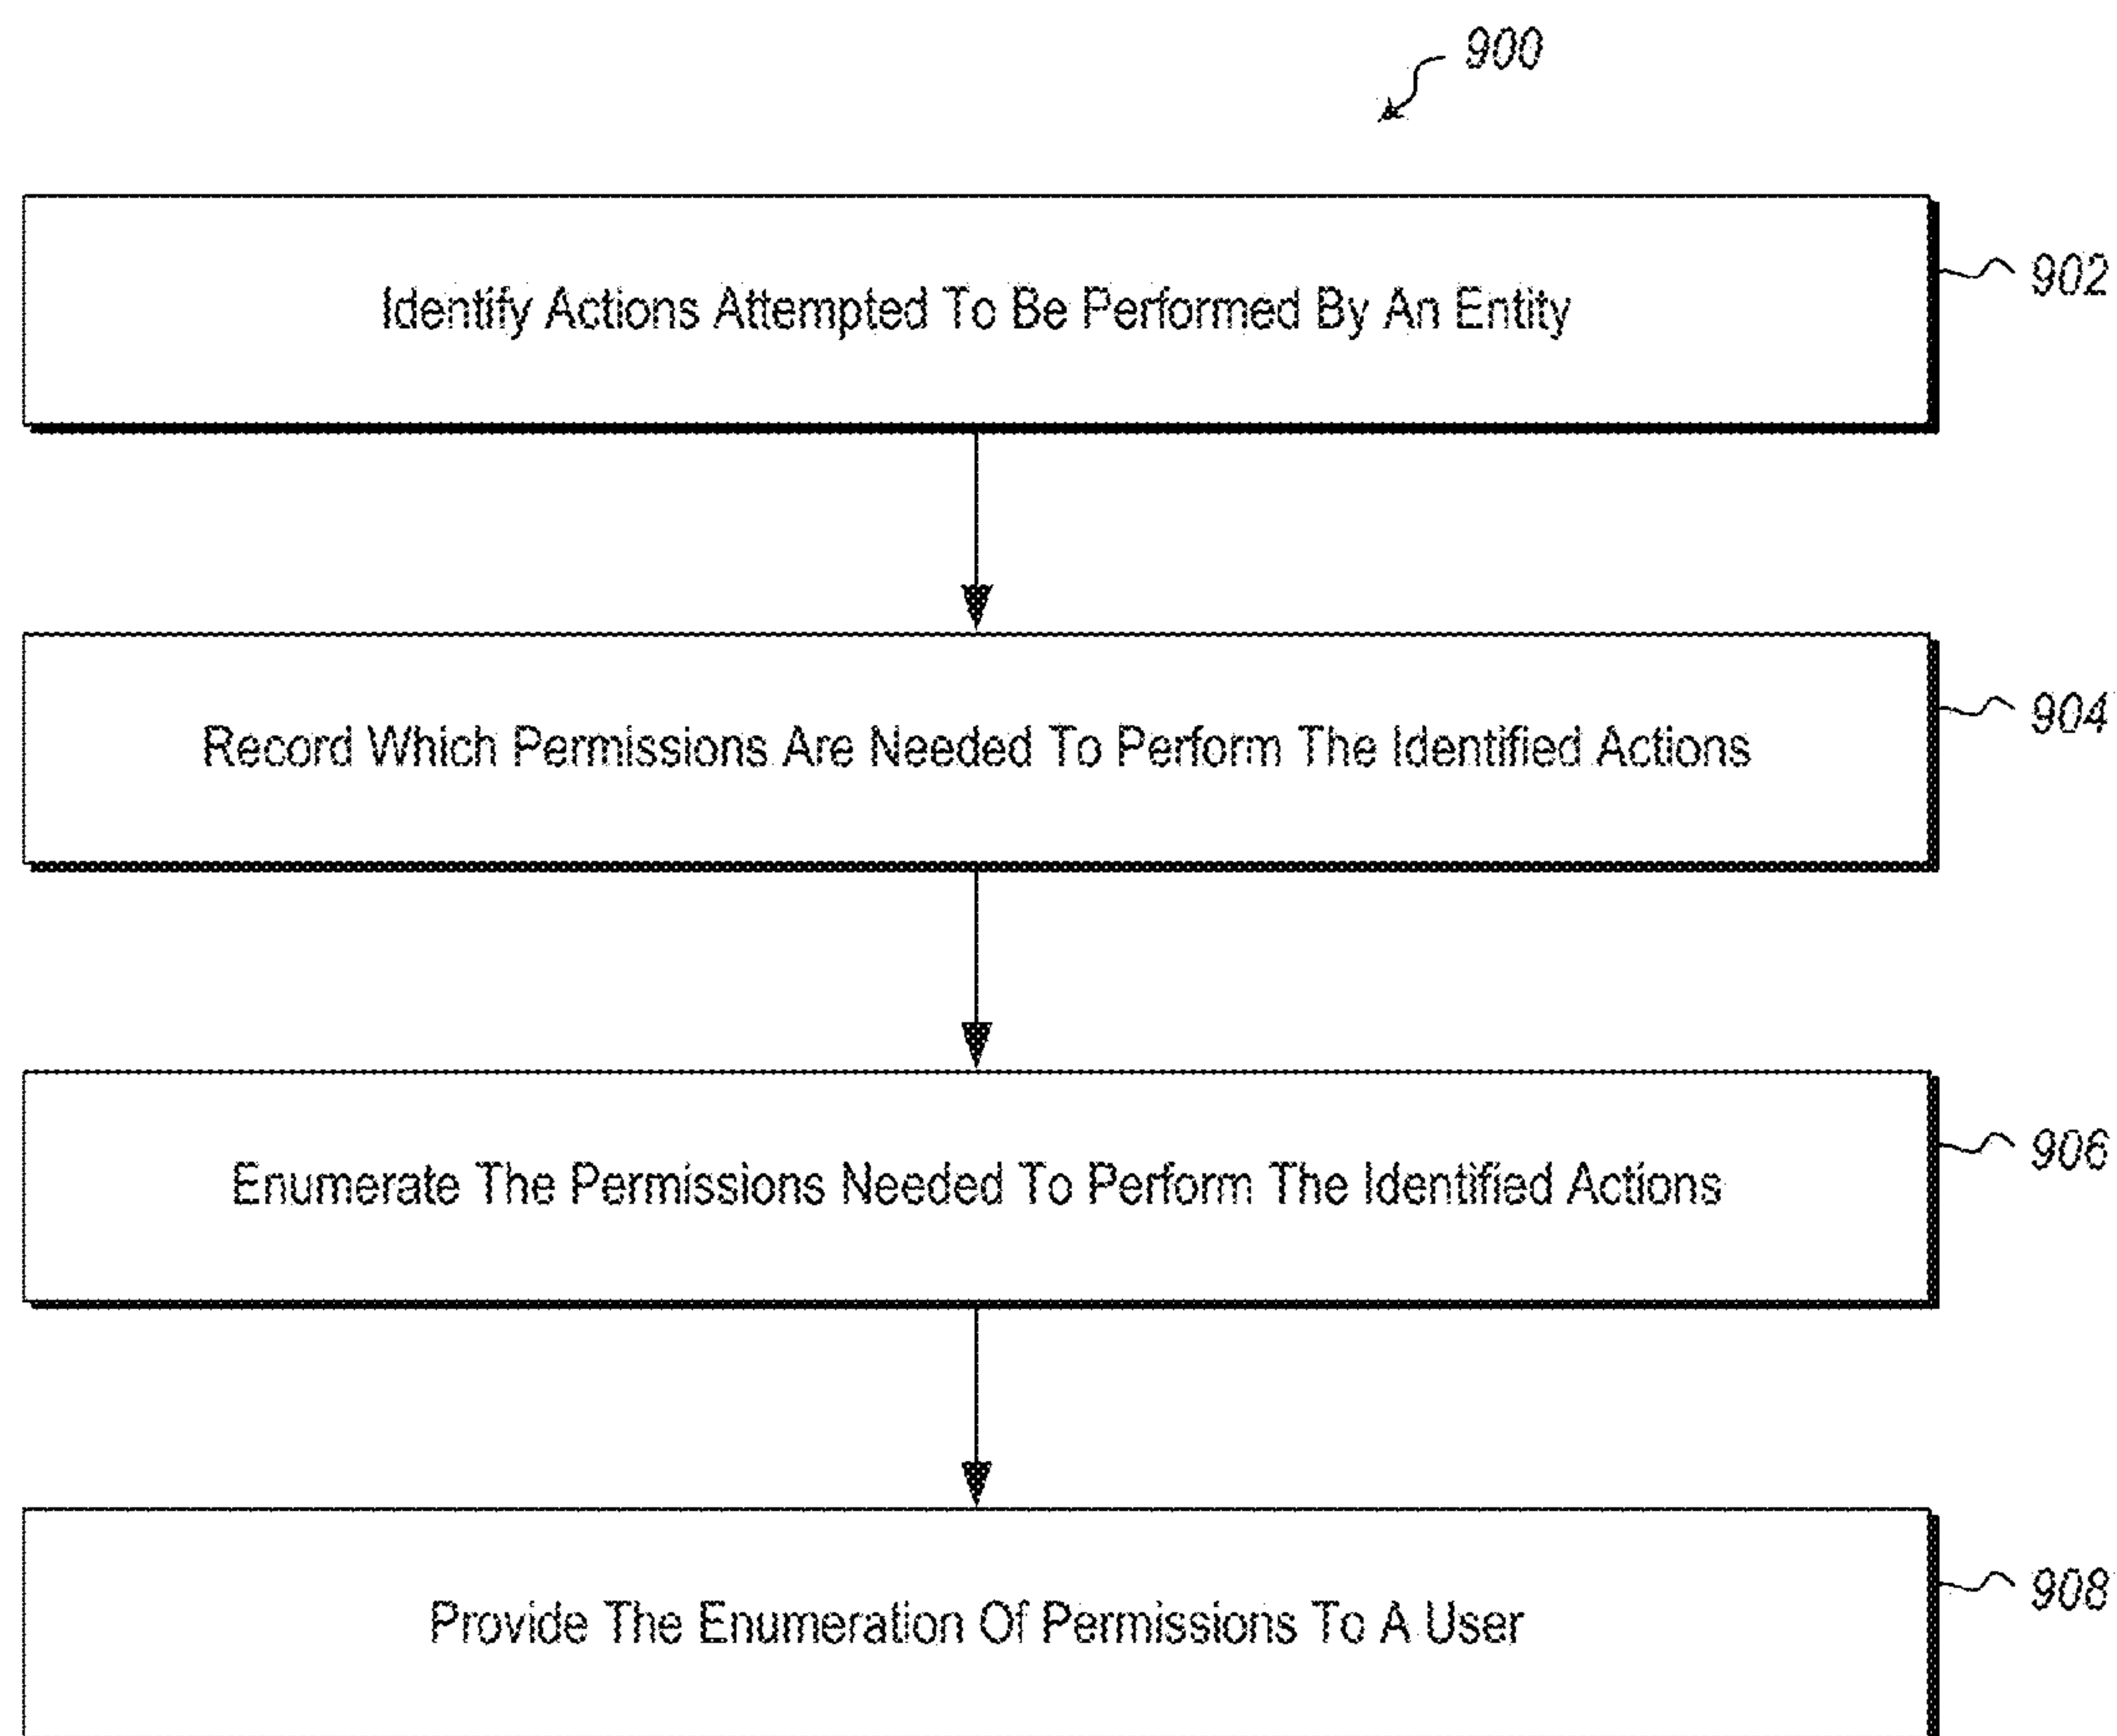 900
Identify Actions Attempted To Be Performed By An Entity
902
Record Which Permissions Are Needed To Perform The Identified Actions
904
Enumerate The Permissions Needed To Perform The Identified Actions
906
Provide The Enumeration Of Permissions To A User
908